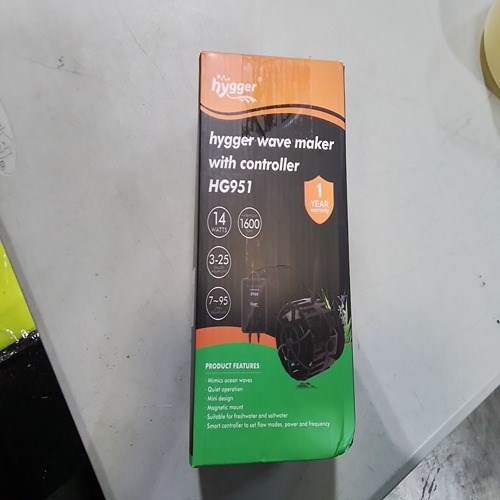 hygger
hygger wave maker
with controller
HG951
1
YEAR
14
WATTS
1600
3-25
7~95
PRODUCT FEATURES
· Mimics ocean waves
· Quiet operation
· Mini design
· Magnetic mount
· Suitable for freshwater and saltwater
· Smart controller to set flow modes, power and frequency